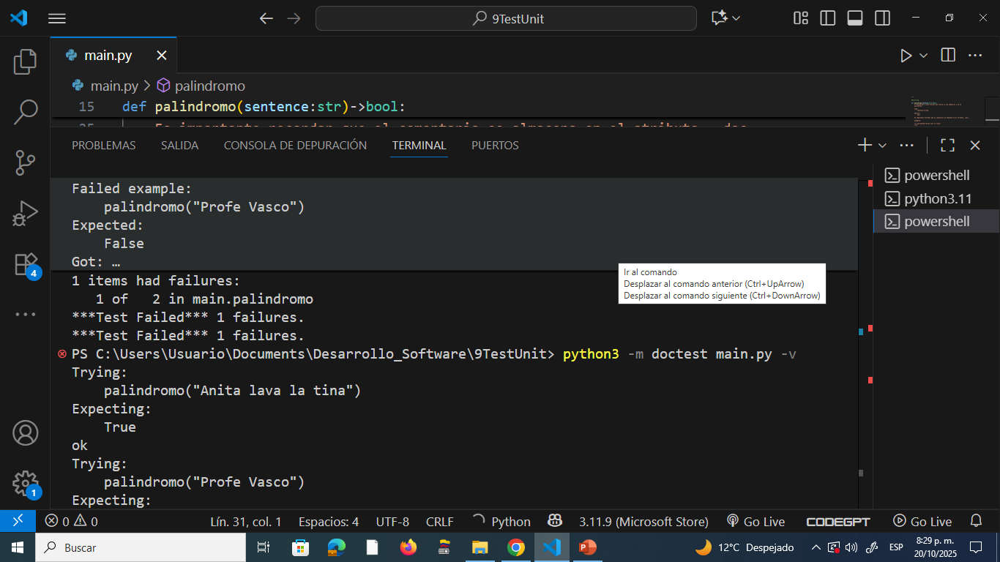 9TestUnit
main.py
main.py > palindromo
15 def palindromo(sentence:str)->bool:
PROBLEMAS SALIDA CONSOLA DE DEPURACIÓN TERMINAL PUERTOS
powershell
python3.11
powershell
Failed example:
palindromo("Profe Vasco")
Expected:
False
Got: …
Ir al comando
Desplazar al comando anterior (Ctrl+UpArrow)
Desplazar al comando siguiente (Ctrl+DownArrow)
1 items had failures:
1 of 2 in main.palindromo
***Test Failed*** 1 failures.
***Test Failed*** 1 failures.
PS C:\Users\Usuario\Documents\Desarrollo_Software\9TestUnit> python3 -m doctest main.py -v
Trying:
palindromo("Anita lava la tina")
Expecting:
True
ok
Trying:
palindromo("Profe Vasco")
Expecting:
4
1
0 0 Lín. 31, col. 1 Espacios: 4 UTF-8 CRLF Python 3.11.9 (Microsoft Store) Go Live CODEGPT Go Live
Buscar
12°C Despejado
ESP
8:29 p. m.
20/10/2025